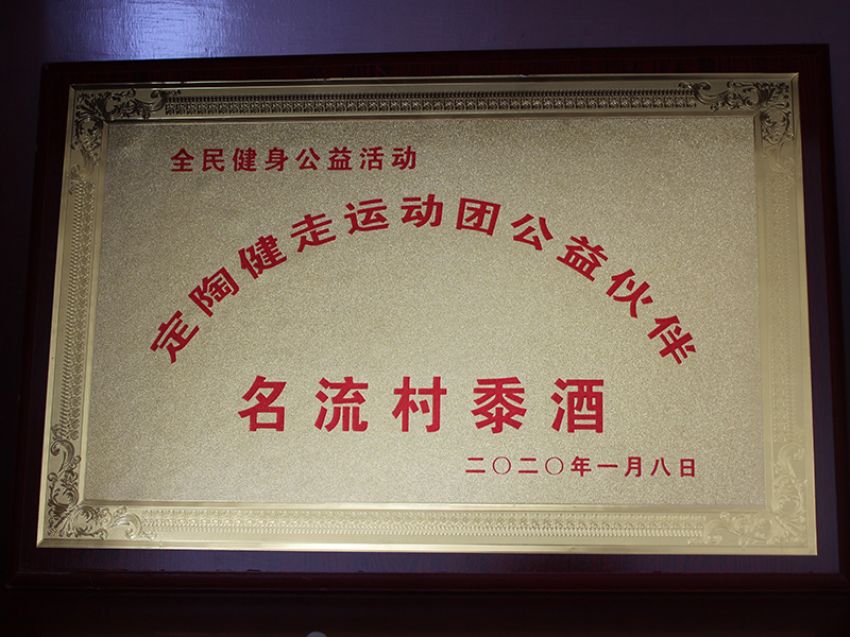 全民健身公益活动
定陶健走运动团公益伙伴
名流村黍酒
二〇二〇年一月八日